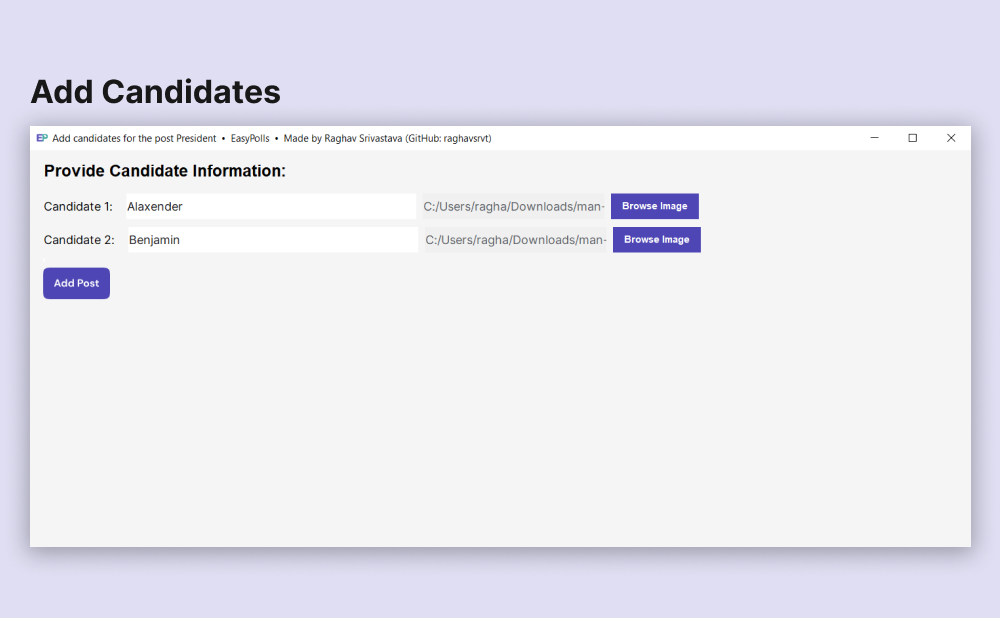 Add Candidates
EP Add candidates for the post President • EasyPolls • Made by Raghav Srivastava (GitHub: raghavsrvt)
Provide Candidate Information:
Candidate 1: Alaxender C:/Users/ragha/Downloads/man- Browse Image
Candidate 2: Benjamin C:/Users/ragha/Downloads/man- Browse Image
Add Post